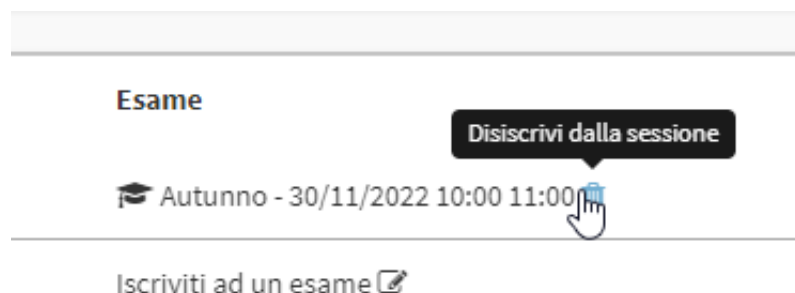 Esame
Disiscrivi dalla sessione
Autunno - 30/11/2022 10:00 11:00
Iscriviti ad un esame